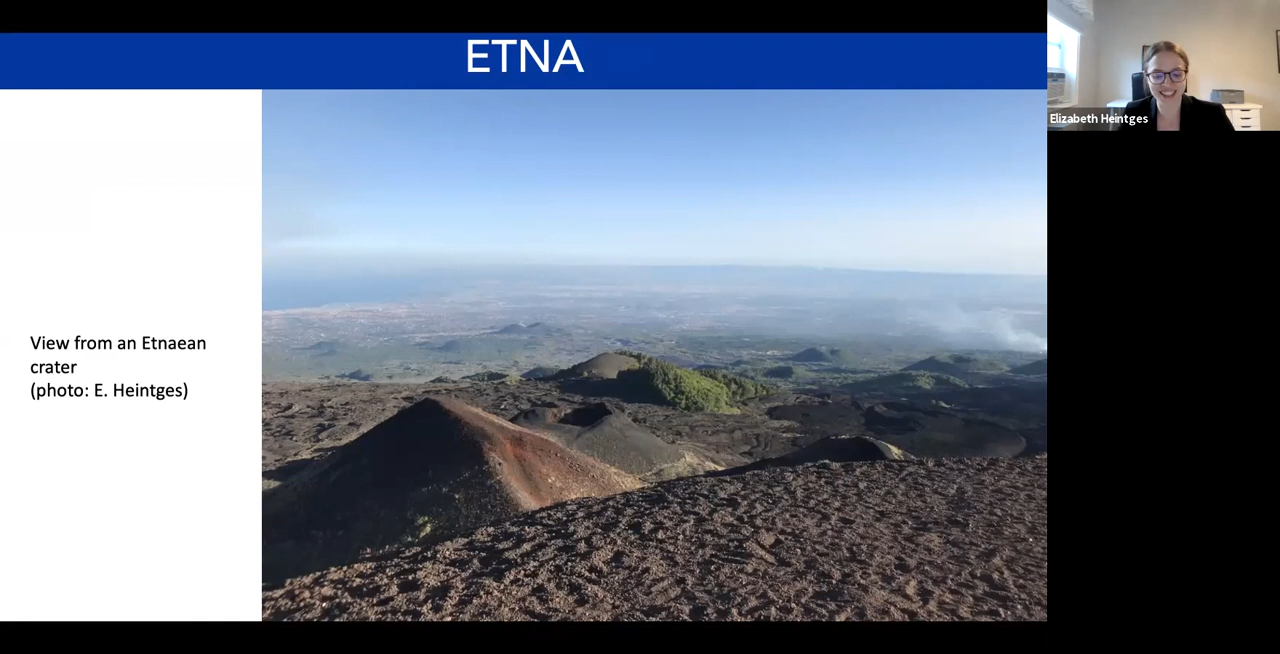 ETNA
Elizabeth Heintges
View from an Etnaean
crater
(photo: E. Heintges)